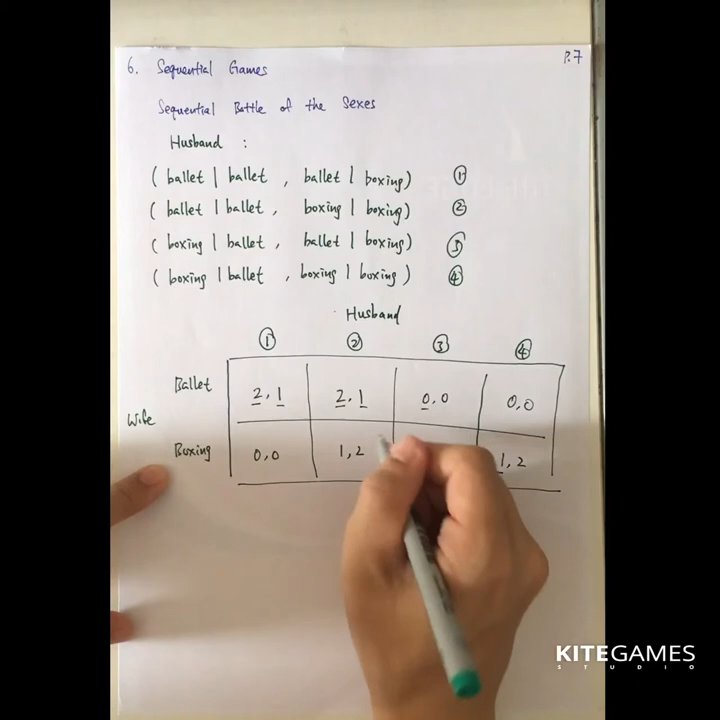 6. Sequential Games P.7
Sequential Battle of the Sexes
Husband :
( ballet | ballet , ballet | boxing) ①
( ballet | ballet , boxing | boxing) ②
( boxing | ballet , ballet | boxing) ③
( boxing | ballet , boxing | boxing ) ④
Husband
① ② ③ ④
Ballet 2,1 2,1 0,0 0,0
Wife
Boxing 0,0 1,2 1,2
KITEGAMES
STUDIO